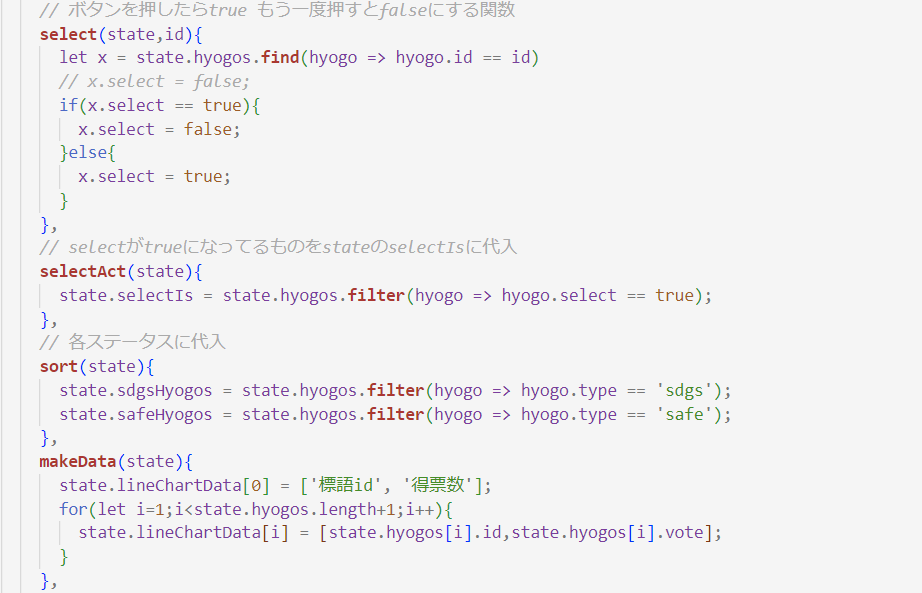 // ボタンを押したらtrue もう一度押すとfalseにする関数
select(state,id){
let x = state.hyogos.find(hyogo => hyogo.id == id)
// x.select = false;
if(x.select == true){
x.select = false;
}else{
x.select = true;
}
},
// selectがtrueになってるものをstateのselectIsに代入
selectAct(state){
state.selectIs = state.hyogos.filter(hyogo => hyogo.select == true);
},
// 各ステータスに代入
sort(state){
state.sdgsHyogos = state.hyogos.filter(hyogo => hyogo.type == 'sdgs');
state.safeHyogos = state.hyogos.filter(hyogo => hyogo.type == 'safe');
},
makeData(state){
state.lineChartData[0] = ['標語id', '得票数'];
for(let i=1;i<state.hyogos.length+1;i++){
state.lineChartData[i] = [state.hyogos[i].id,state.hyogos[i].vote];
}
},